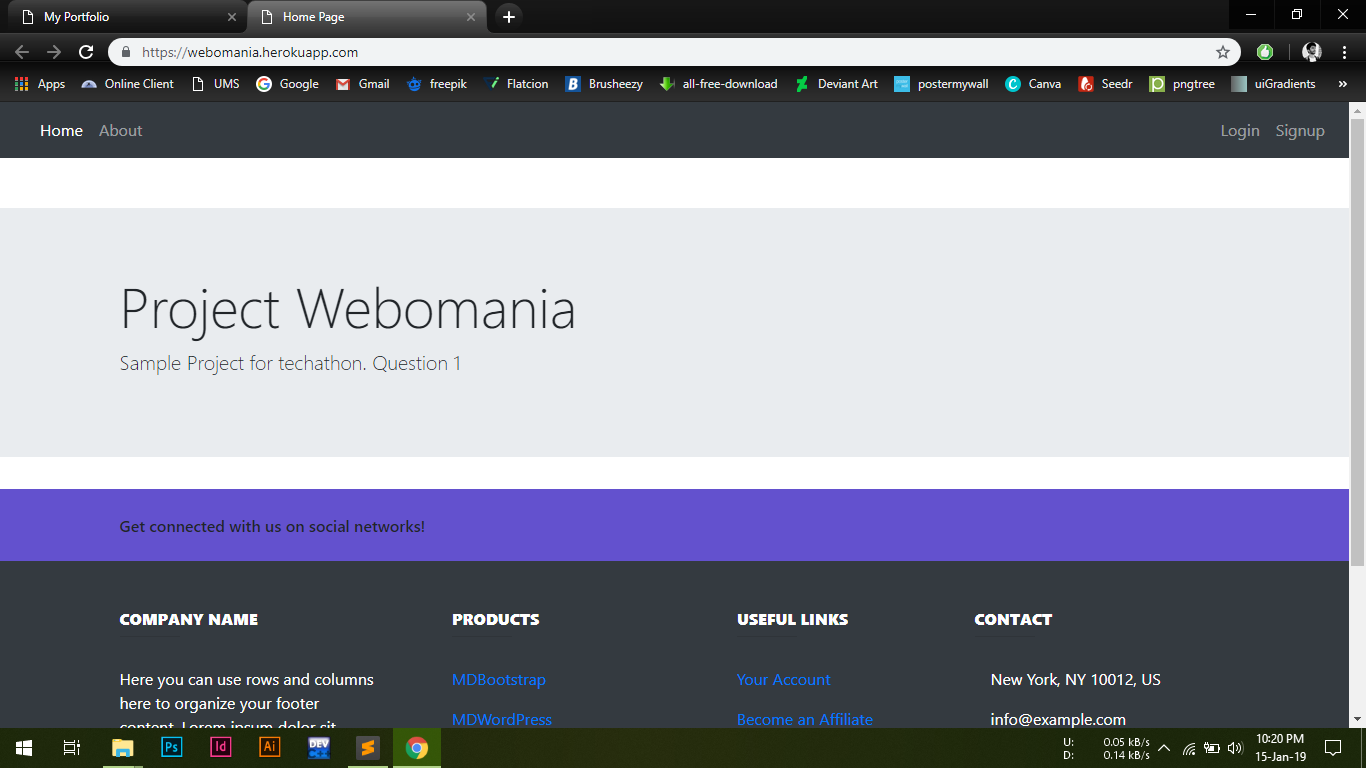 My Portfolio
Home Page
https://webomania.herokuapp.com
Apps Online Client UMS Google Gmail freepik Flatcion Brusheezy all-free-download Deviant Art postermywall Canva Seedr pngtree uiGradients »
Home About Login Signup
Project Webomania
Sample Project for techathon. Question 1
Get connected with us on social networks!
COMPANY NAME PRODUCTS USEFUL LINKS CONTACT
Here you can use rows and columns MDBootstrap Your Account New York, NY 10012, US
here to organize your footer
content. Lorem ipsum dolor sit MDWordPress Become an Affiliate info@example.com
Ps Id Ai DEV C++
U: 0.05 kB/s 10:20 PM
D: 0.14 kB/s 15-Jan-19